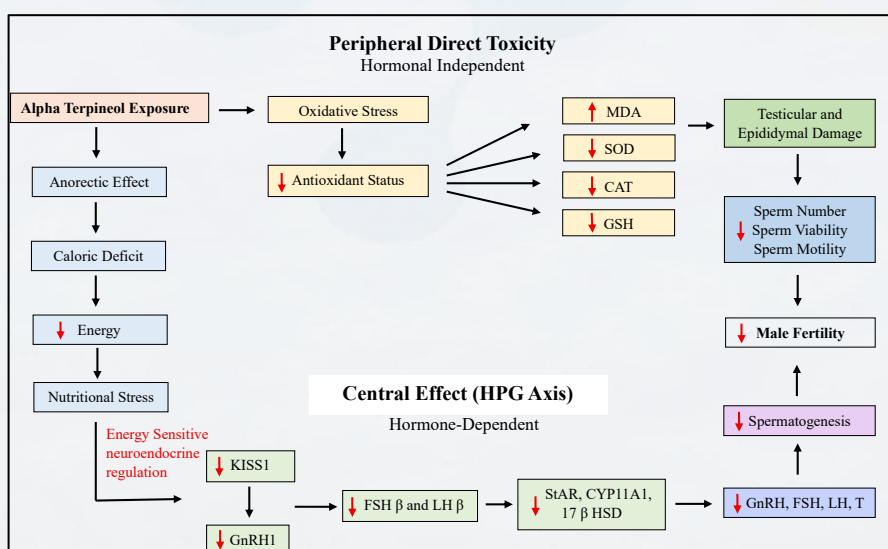 Peripheral Direct Toxicity
Hormonal Independent
Alpha Terpineol Exposure
Oxidative Stress
MDA
Testicular and
Epididymal Damage
SOD
Anorectic Effect
Antioxidant Status
CAT
GSH
Sperm Number
Sperm Viability
Sperm Motility
Caloric Deficit
Energy
Male Fertility
Nutritional Stress
Central Effect (HPG Axis)
Hormone-Dependent
Spermatogenesis
Energy Sensitive
neuroendocrine
regulation
KISS1
FSH β and LH β
StAR, CYP11A1,
17 β HSD
GnRH, FSH, LH, T
GnRH1